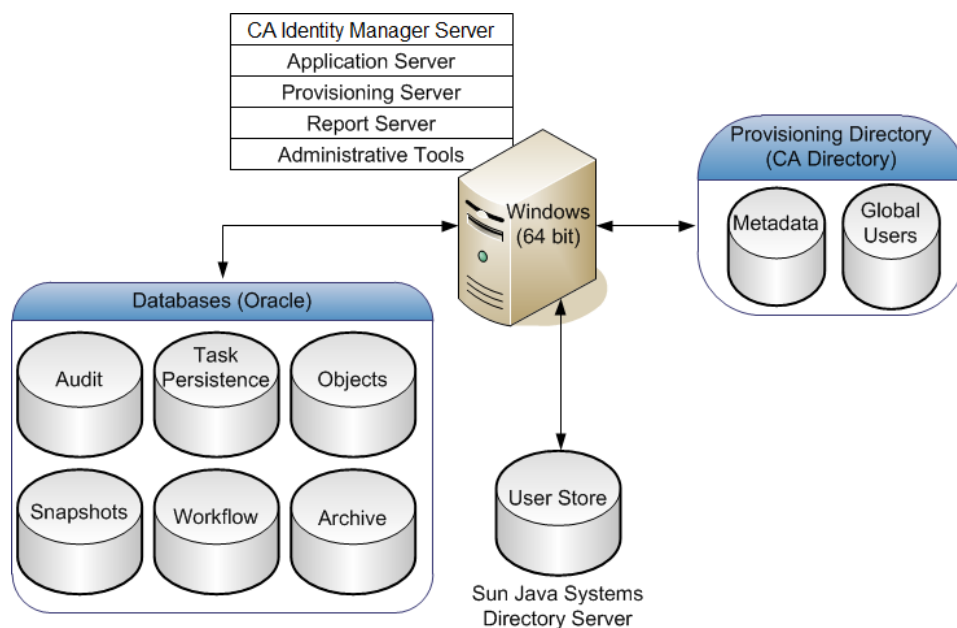 CA Identity Manager Server
Application Server
Provisioning Server
Report Server
Administrative Tools
Windows
(64 bit)
Provisioning Directory
(CA Directory)
Metadata
Global
Users
Databases (Oracle)
Audit
Task
Persistence
Objects
Snapshots
Workflow
Archive
User Store
Sun Java Systems
Directory Server